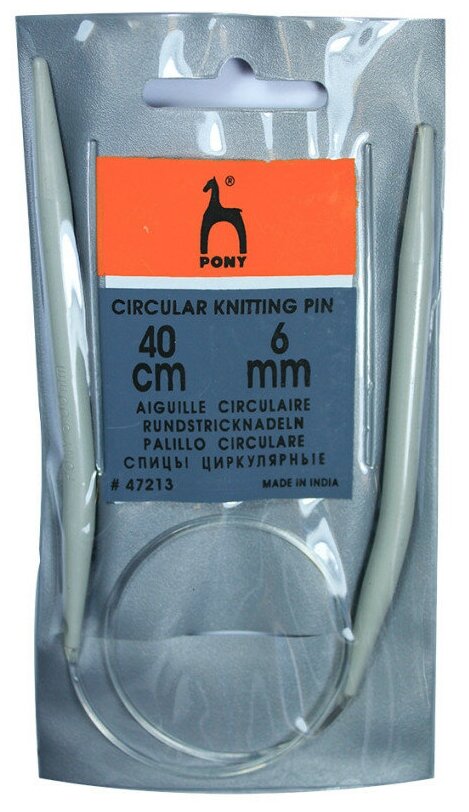 ®
PONY
CIRCULAR KNITTING PIN
40 6
cm mm
AIGUILLE CIRCULAIRE
RUNDSTRICKNADELN
PALILLO CIRCULARE
СПИЦЫ ЦИРКУЛЯРНЫЕ
# 47213 MADE IN INDIA